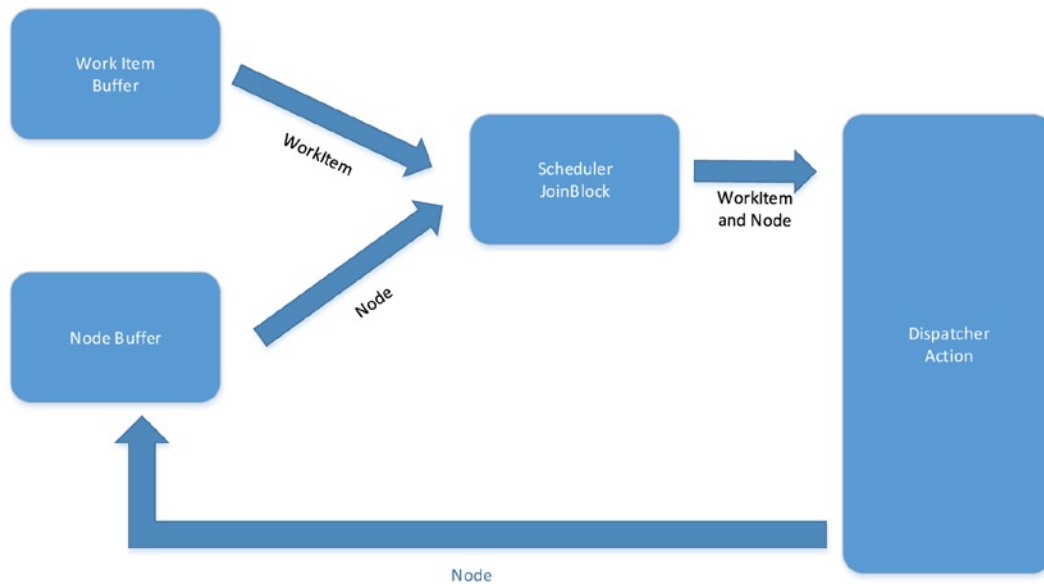 Work Item
Buffer
WorkItem
Scheduler
JoinBlock
WorkItem
and Node
Node
Node Buffer
Dispatcher
Action
Node